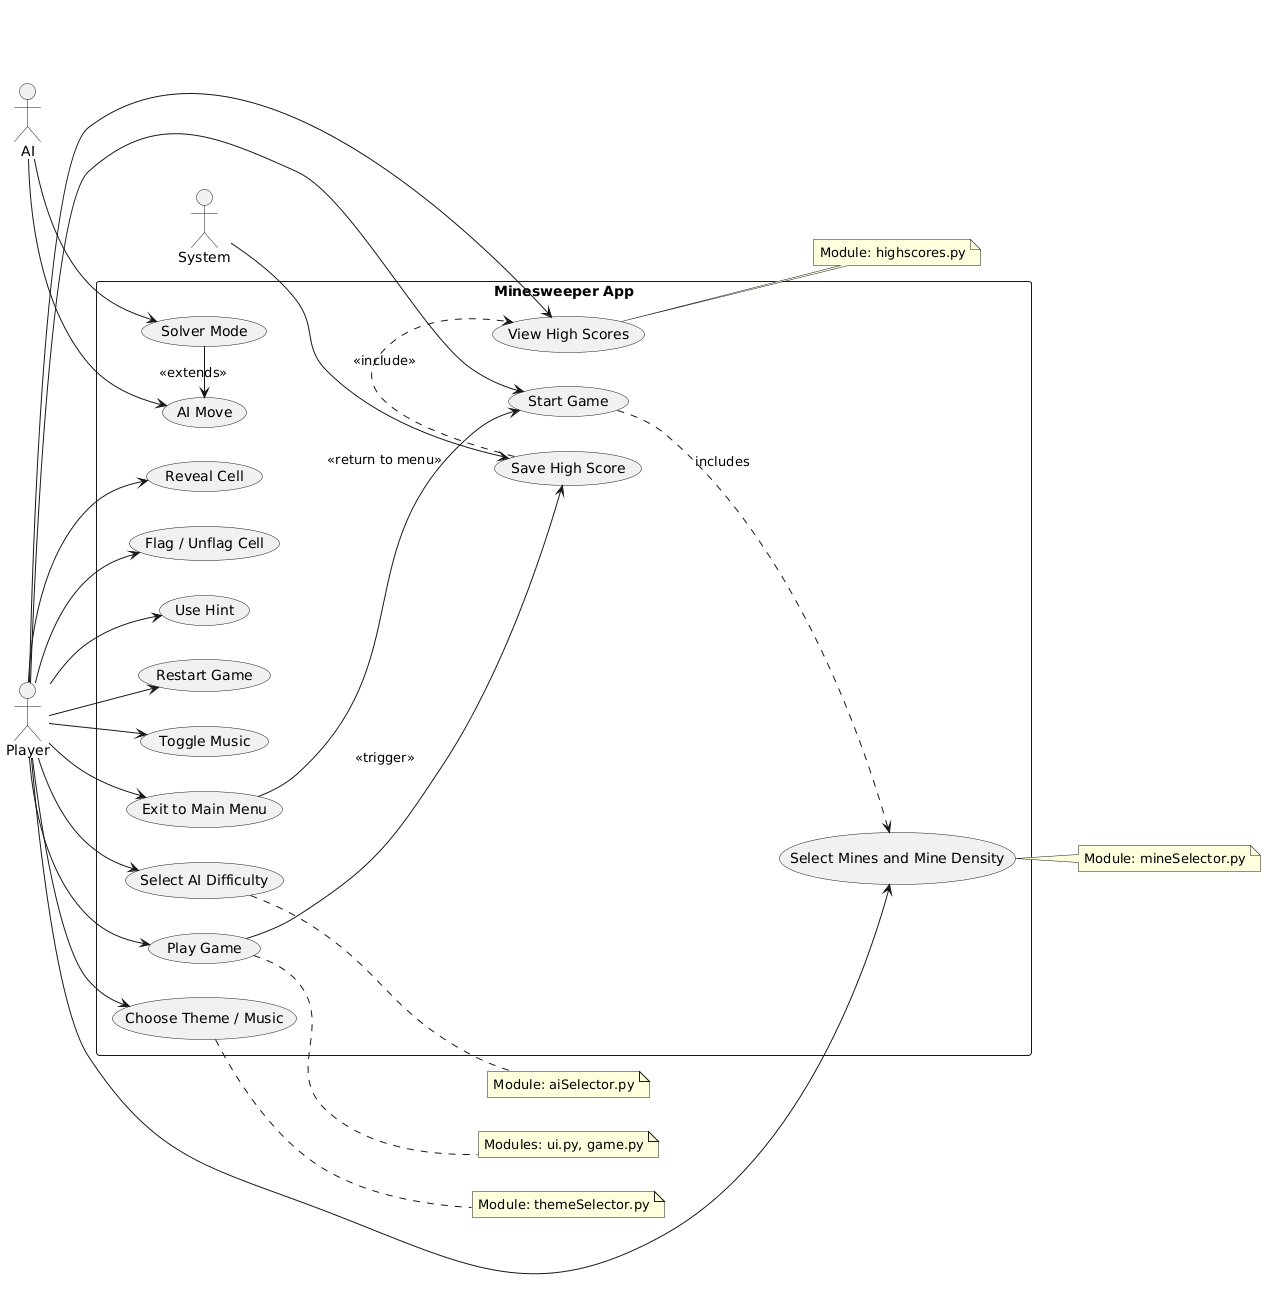 AI
System
Module: highscores.py
Minesweeper App
Solver Mode
View High Scores
«include»
«extends»
Start Game
AI Move
«return to menu»
includes
Save High Score
Reveal Cell
Flag / Unflag Cell
Use Hint
Restart Game
Toggle Music
Player
«trigger»
Exit to Main Menu
Select Mines and Mine Density
Module: mineSelector.py
Select AI Difficulty
Play Game
Choose Theme / Music
Module: aiSelector.py
Modules: ui.py, game.py
Module: themeSelector.py